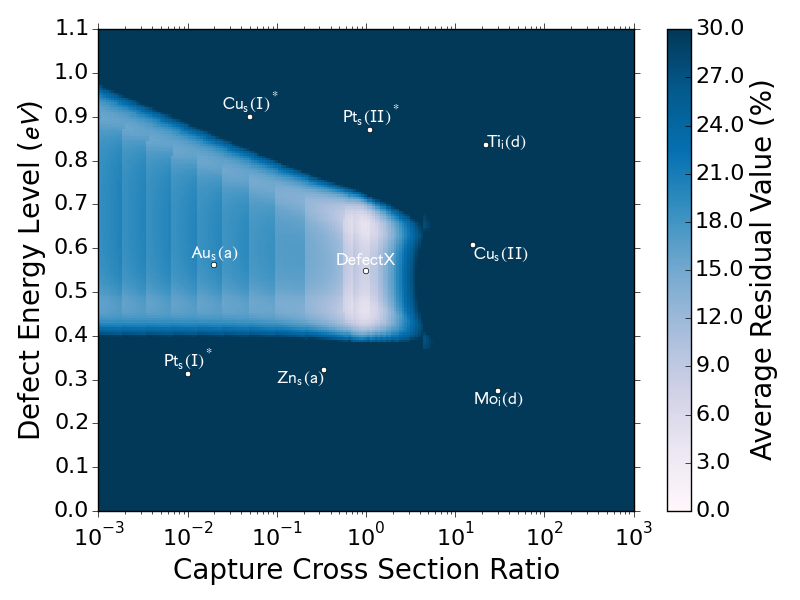 1.1
1.0
0.9
0.8
0.7
0.6
0.5
0.4
0.3
0.2
0.1
0.0
Defect Energy Level (eV)
10⁻³ 10⁻² 10⁻¹ 10⁰ 10¹ 10² 10³
Capture Cross Section Ratio
Cuₛ(I)*
Ptₛ(II)*
Tiᵢ(d)
Auₛ(a)
DefectX
Cuₛ(II)
Ptₛ(I)*
Znₛ(a)
Moᵢ(d)
30.0
27.0
24.0
21.0
18.0
15.0
12.0
9.0
6.0
3.0
0.0
Average Residual Value (%)